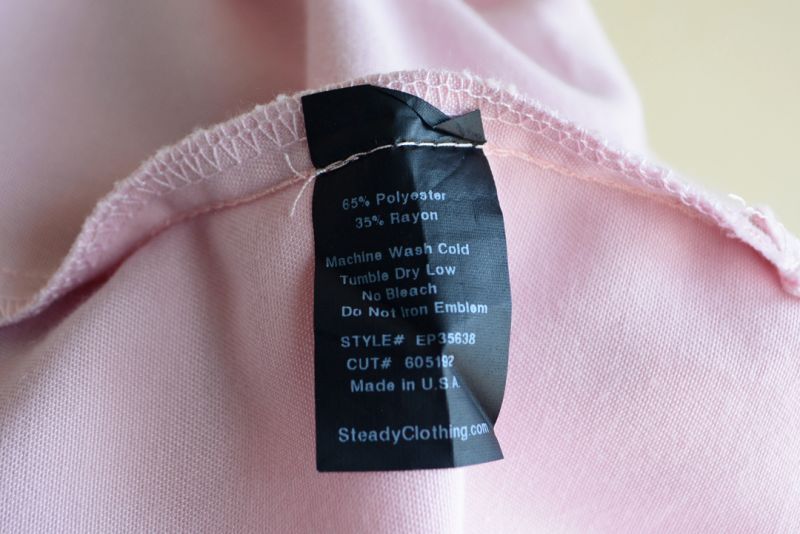 65% Polyester
35% Rayon
Machine Wash Cold
Tumble Dry Low
No Bleach
Do Not Iron Emblem
STYLE# EP35638
CUT# 605192
Made in U.S.A.
SteadyClothing.com